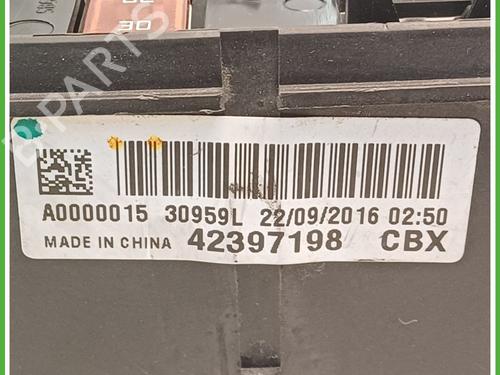 30
B-PARTS
A0000015 30959L 22/09/2016 02:50
MADE IN CHINA 42397198 CBX